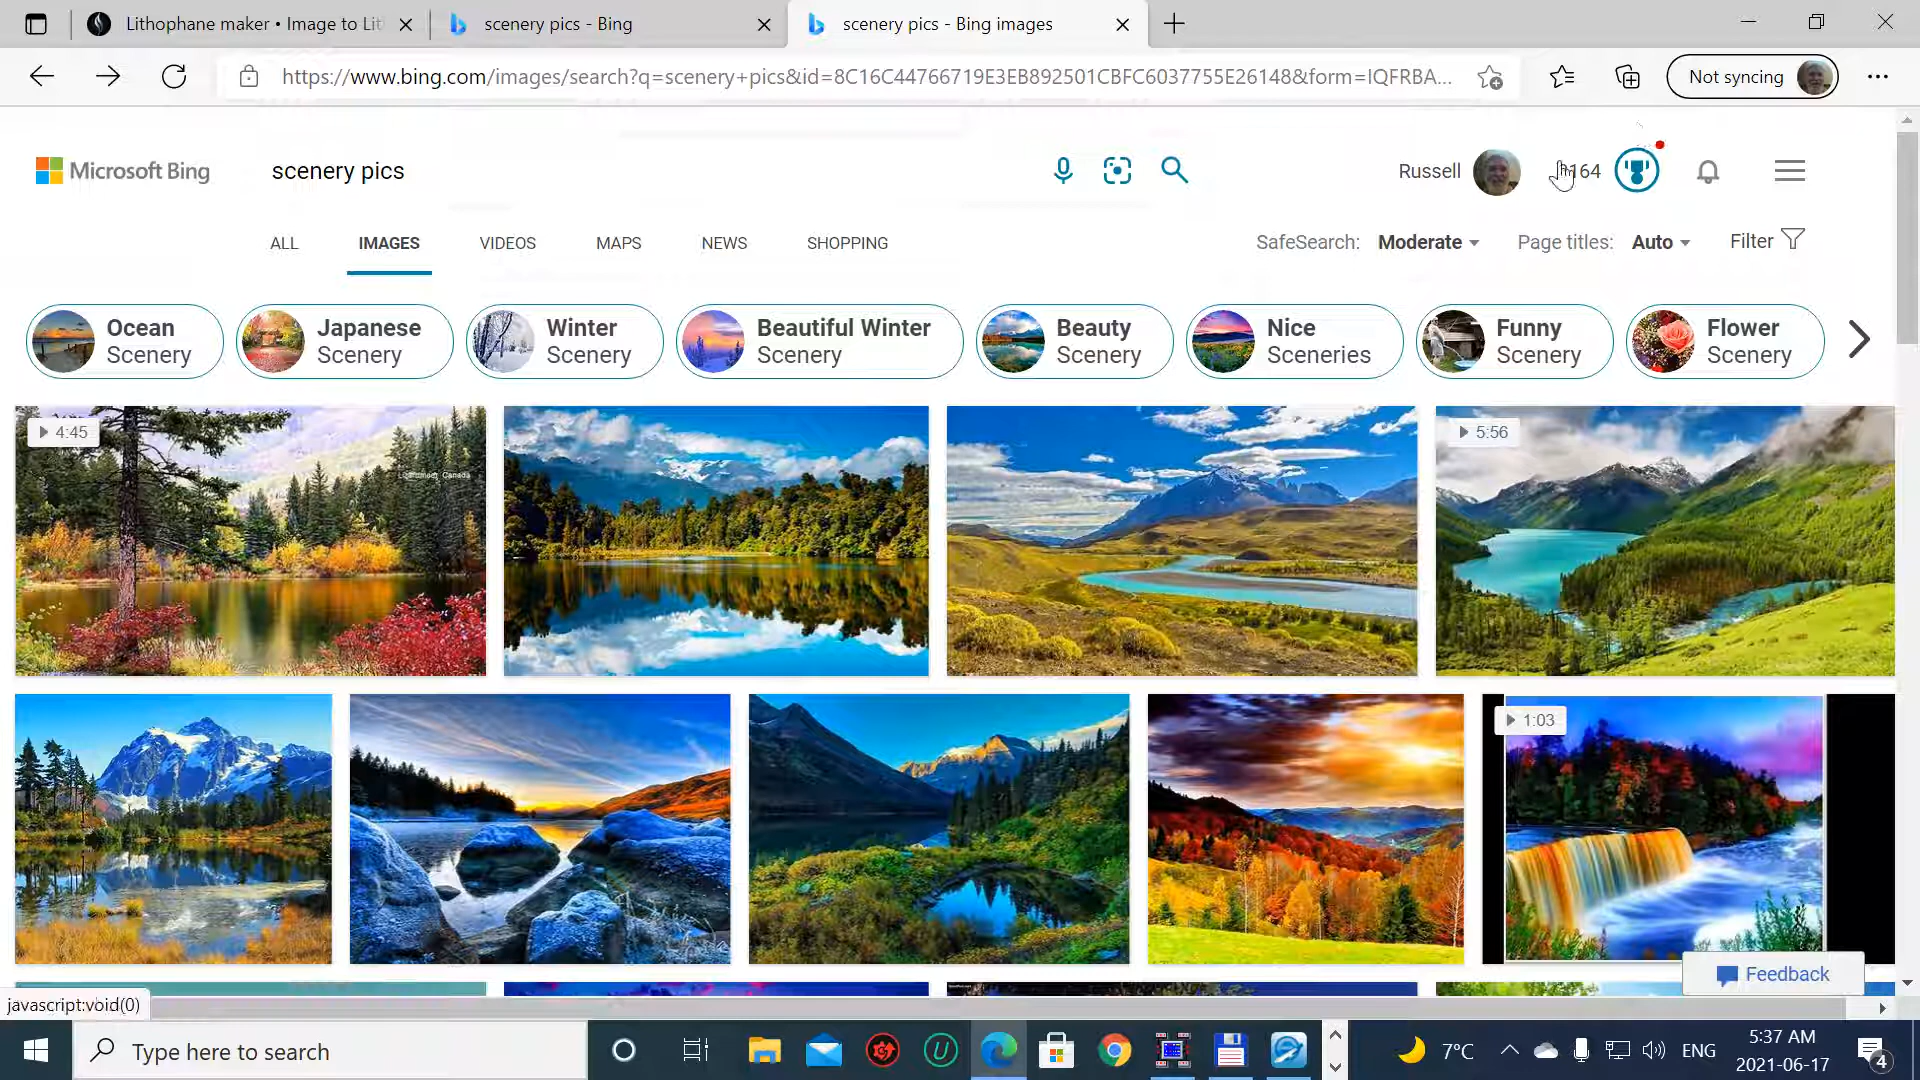 Lithophane maker • Image to Lit
scenery pics - Bing
scenery pics - Bing images
https://www.bing.com/images/search?q=scenery+pics&id=8C16C44766719E3EB892501CBFC6037755E26148&form=IQFRBA...
Not syncing
Microsoft Bing
scenery pics
Russell
164
ALL
IMAGES
VIDEOS
MAPS
NEWS
SHOPPING
SafeSearch: Moderate
Page titles: Auto
Filter
Ocean
Scenery
Japanese
Scenery
Winter
Scenery
Beautiful Winter
Scenery
Beauty
Scenery
Nice
Sceneries
Funny
Scenery
Flower
Scenery
4:45
5:56
Canada
1:03
Feedback
javascript:void(0)
Type here to search
7°C
ENG
5:37 AM
2021-06-17
4